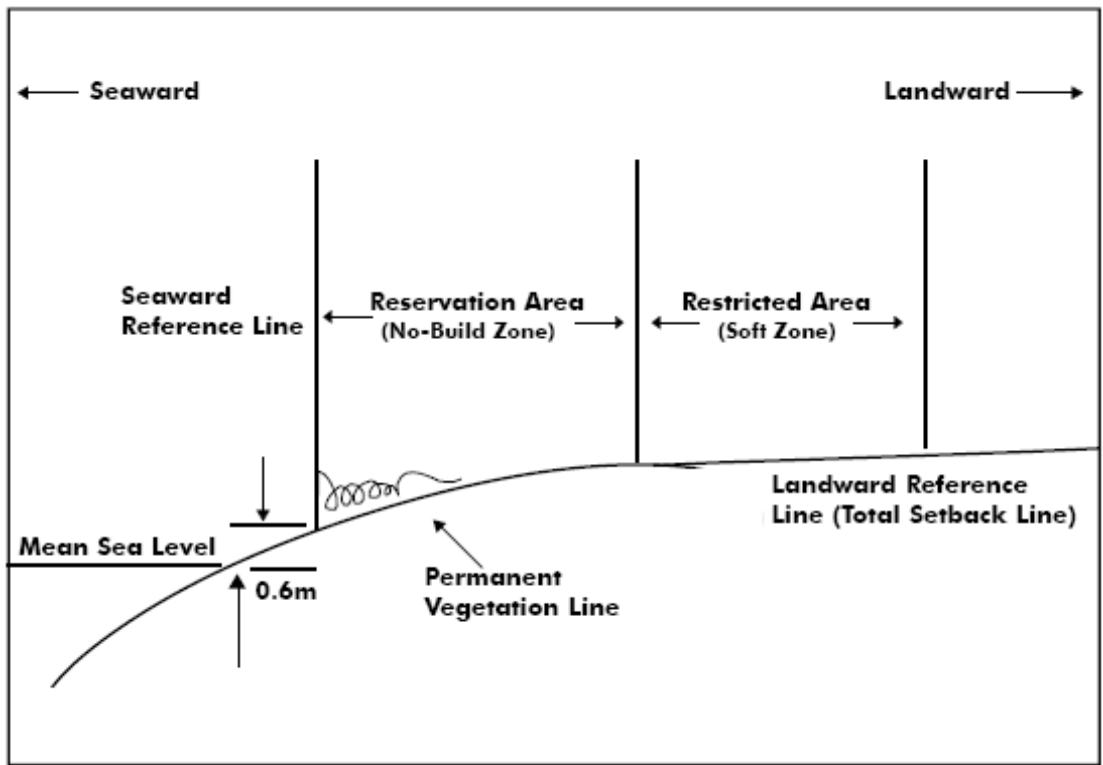 Seaward
Landward
Seaward
Reference Line
Reservation Area
(No-Build Zone)
Restricted Area
(Soft Zone)
Mean Sea Level
0.6m
Permanent
Vegetation Line
Landward Reference
Line (Total Setback Line)